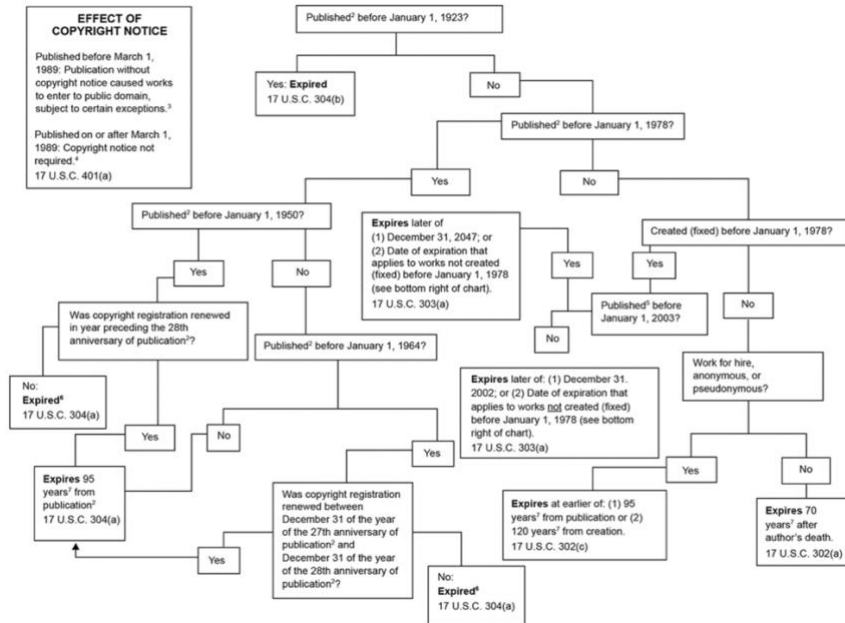 EFFECT OF
COPYRIGHT NOTICE
Published before March 1,
1989: Publication without
copyright notice caused works
to enter to public domain,
subject to certain exceptions.³
Published on or after March 1,
1989: Copyright notice not
required.⁴
17 U.S.C. 401(a)
Published² before January 1, 1923?
Yes: Expired
17 U.S.C. 304(b)
No
Published² before January 1, 1978?
Yes
No
Published² before January 1, 1950?
Expires later of
(1) December 31, 2047; or
(2) Date of expiration that
applies to works not created
(fixed) before January 1, 1978
(see bottom right of chart).
17 U.S.C. 303(a)
Created (fixed) before January 1, 1978?
Yes
No
Yes
Yes
No
Published⁵ before
January 1, 2003?
No
Was copyright registration renewed
in year preceding the 28th
anniversary of publication²?
Published² before January 1, 1964?
Work for hire,
anonymous, or
pseudonymous?
No:
Expired⁶
17 U.S.C. 304(a)
Expires later of: (1) December 31.
2002; or (2) Date of expiration that
applies to works not created (fixed)
before January 1, 1978 (see bottom
right of chart).
17 U.S.C. 303(a)
Yes
No
Yes
Yes
No
Expires 95
years⁷ from
publication²
17 U.S.C. 304(a)
Was copyright registration
renewed between
December 31 of the year
of the 27th anniversary of
publication² and
December 31 of the year
of the 28th anniversary of
publication²?
Expires at earlier of: (1) 95
years⁷ from publication or (2)
120 years⁷ from creation.
17 U.S.C. 302(c)
Expires 70
years⁷ after
author's death.
17 U.S.C. 302(a)
Yes
No:
Expired⁶
17 U.S.C. 304(a)